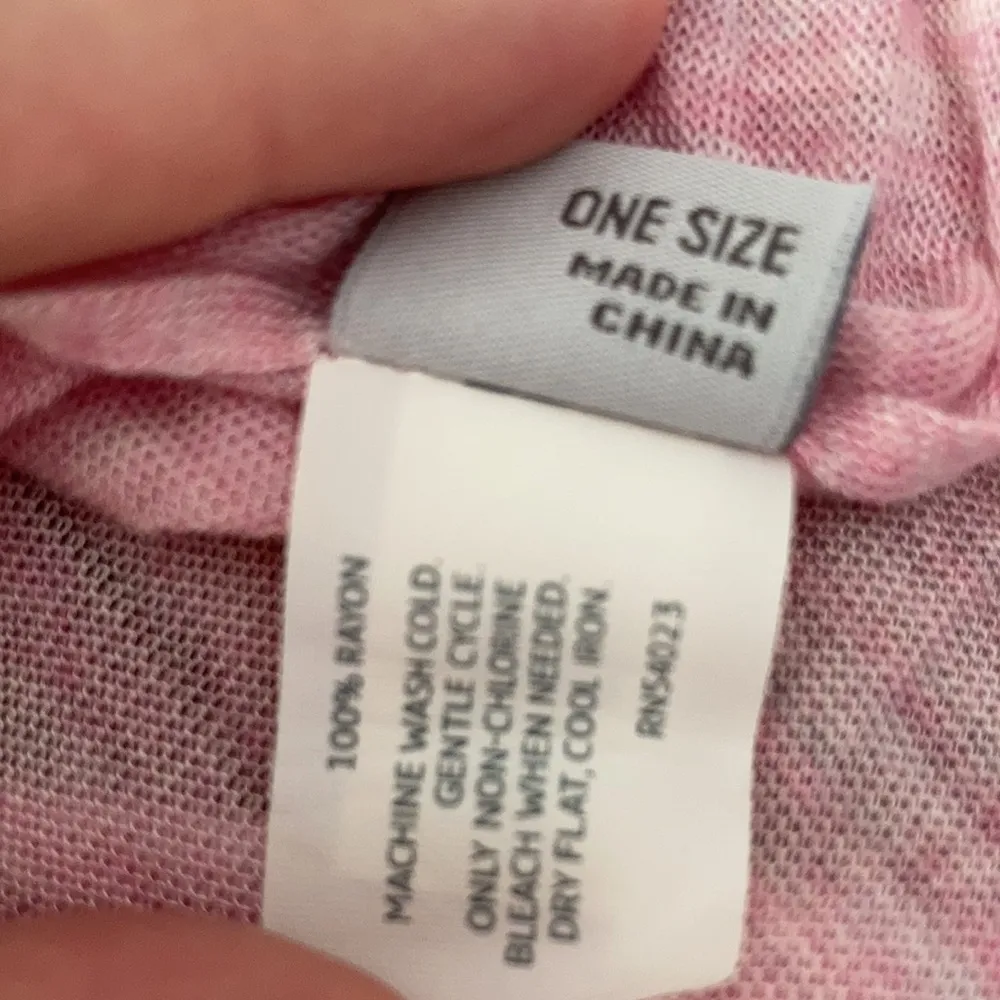 ONE SIZE
MADE IN
CHINA
100% RAYON
MACHINE WASH COLD.
GENTLE CYCLE.
ONLY NON-CHLORINE
BLEACH WHEN NEEDED.
DRY FLAT, COOL IRON.
RN54023